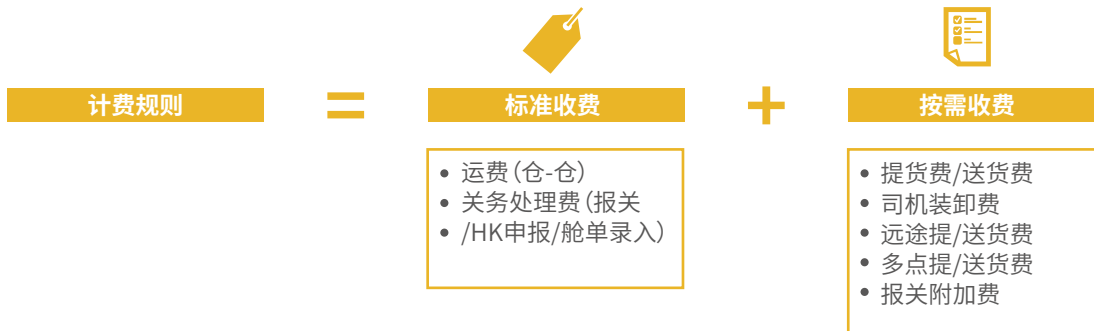 计费规则
=
标准收费
+
按需收费
• 运费(仓-仓)
• 关务处理费(报关
• /HK申报/舱单录入)
• 提货费/送货费
• 司机装卸费
• 远途提/送货费
• 多点提/送货费
• 报关附加费